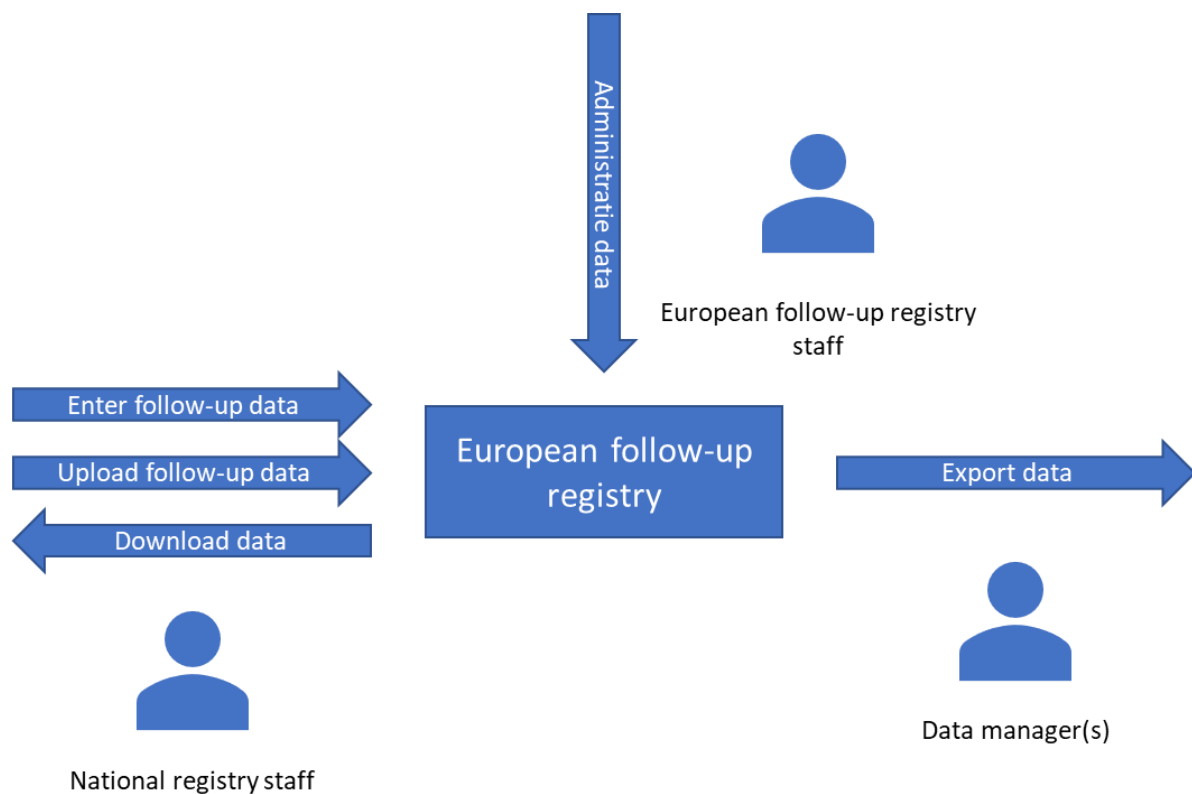 Administratie data
European follow-up registry
staff
Enter follow-up data
Upload follow-up data
Download data
European follow-up
registry
Export data
National registry staff
Data manager(s)